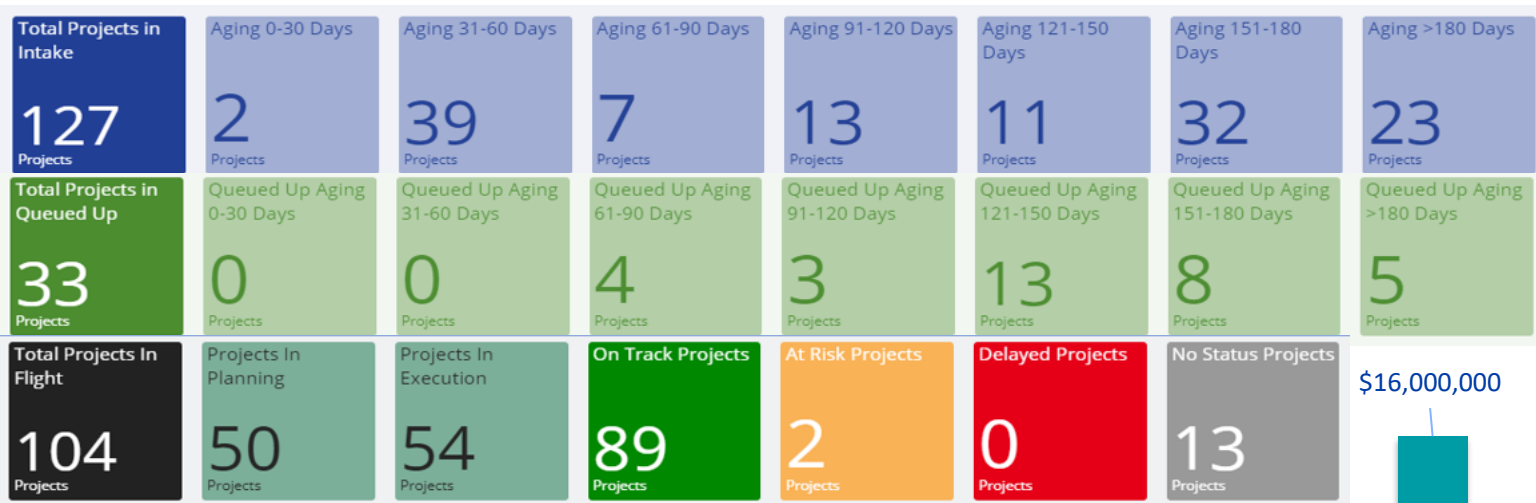 Total Projects in
Intake
127
Projects
Aging 0-30 Days
2
Projects
Aging 31-60 Days
39
Projects
Aging 61-90 Days
7
Projects
Aging 91-120 Days
13
Projects
Aging 121-150
Days
11
Projects
Aging 151-180
Days
32
Projects
Aging >180 Days
23
Projects
Total Projects in
Queued Up
33
Projects
Queued Up Aging
0-30 Days
0
Projects
Queued Up Aging
31-60 Days
0
Projects
Queued Up Aging
61-90 Days
4
Projects
Queued Up Aging
91-120 Days
3
Projects
Queued Up Aging
121-150 Days
13
Projects
Queued Up Aging
151-180 Days
8
Projects
Queued Up Aging
>180 Days
5
Projects
Total Projects In
Flight
104
Projects
Projects In
Planning
50
Projects
Projects In
Execution
54
Projects
On Track Projects
89
Projects
At Risk Projects
2
Projects
Delayed Projects
0
Projects
No Status Projects
13
Projects
$16,000,000